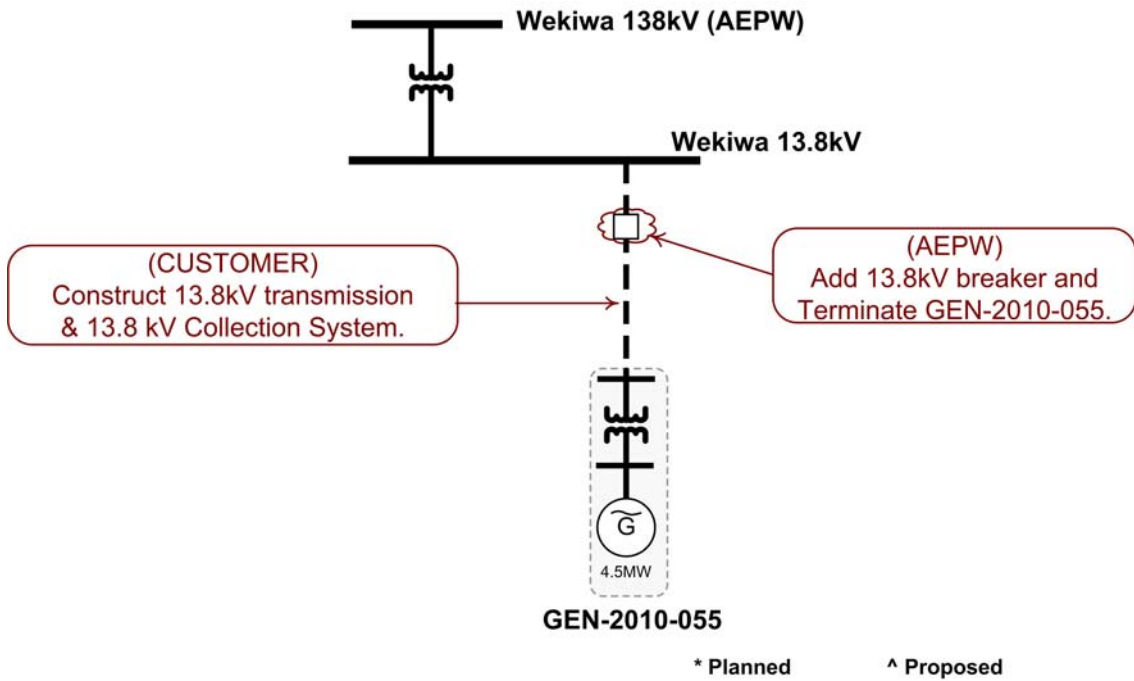 Wekiwa 138kV (AEPW)
Wekiwa 13.8kV
(CUSTOMER)
Construct 13.8kV transmission
& 13.8 kV Collection System.
(AEPW)
Add 13.8kV breaker and
Terminate GEN-2010-055.
G
4.5MW
GEN-2010-055
* Planned ^ Proposed